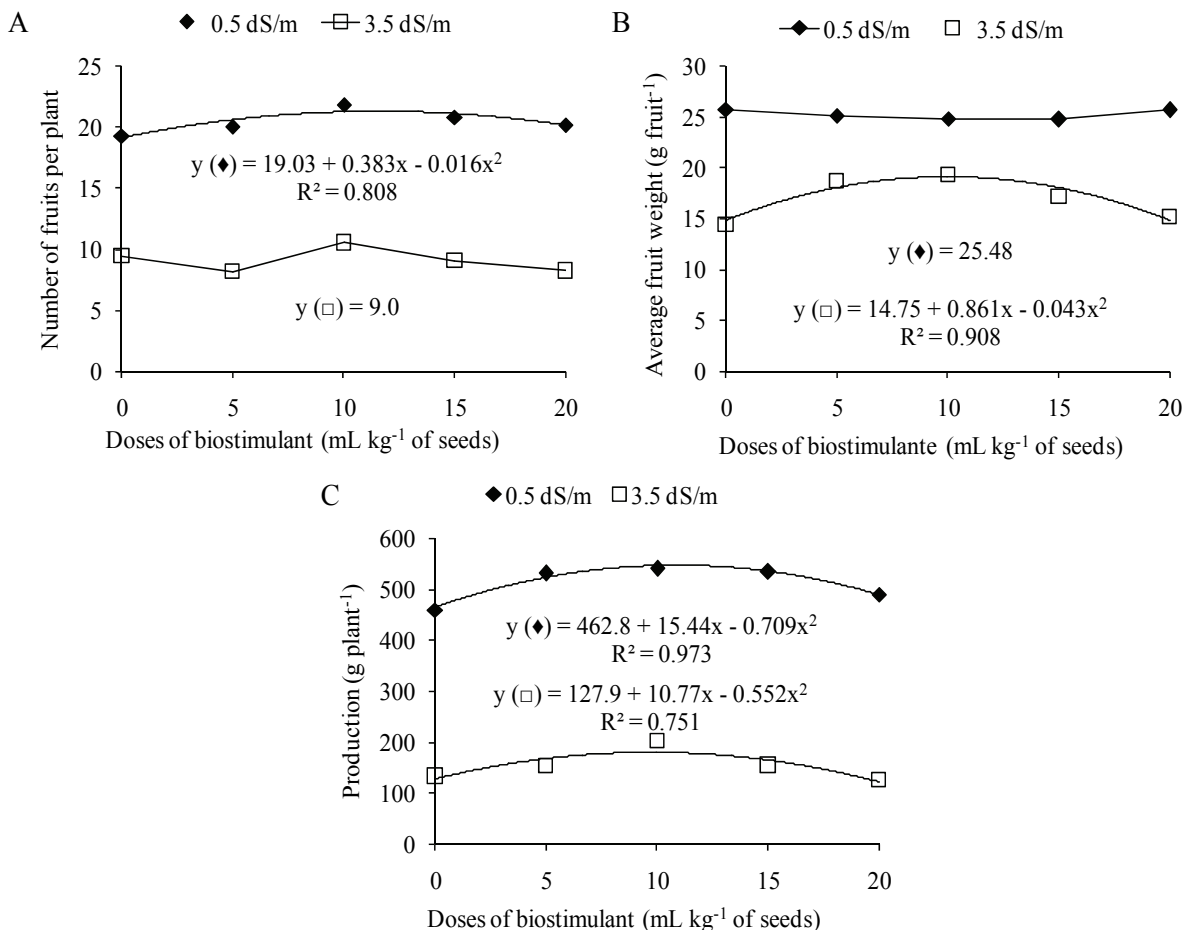 A
♦ 0.5 dS/m □ 3.5 dS/m
Number of fruits per plant
25
20
15
10
5
0
y (♦) = 19.03 + 0.383x - 0.016x²
R² = 0.808
y (□) = 9.0
0 5 10 15 20
Doses of biostimulant (mL kg⁻¹ of seeds)
B
♦ 0.5 dS/m □ 3.5 dS/m
Average fruit weight (g fruit⁻¹)
30
25
20
15
10
5
0
y (♦) = 25.48
y (□) = 14.75 + 0.861x - 0.043x²
R² = 0.908
0 5 10 15 20
Doses of biostimulante (mL kg⁻¹ of seeds)
C
♦ 0.5 dS/m □ 3.5 dS/m
Production (g plant⁻¹)
600
500
400
300
200
100
0
y (♦) = 462.8 + 15.44x - 0.709x²
R² = 0.973
y (□) = 127.9 + 10.77x - 0.552x²
R² = 0.751
0 5 10 15 20
Doses of biostimulant (mL kg⁻¹ of seeds)